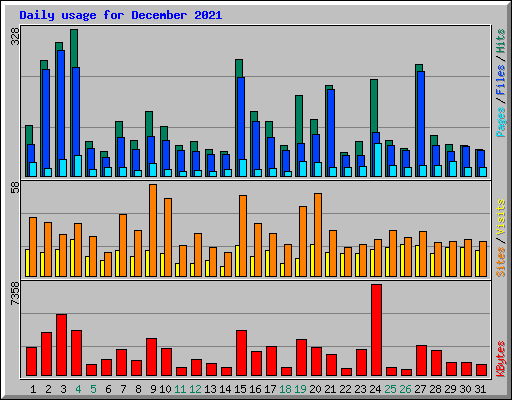 Daily usage for December 2021
328
Pages / Files / Hits
58
Sites / Visits
7358
KBytes
1 2 3 4 5 6 7 8 9 10 11 12 13 14 15 16 17 18 19 20 21 22 23 24 25 26 27 28 29 30 31